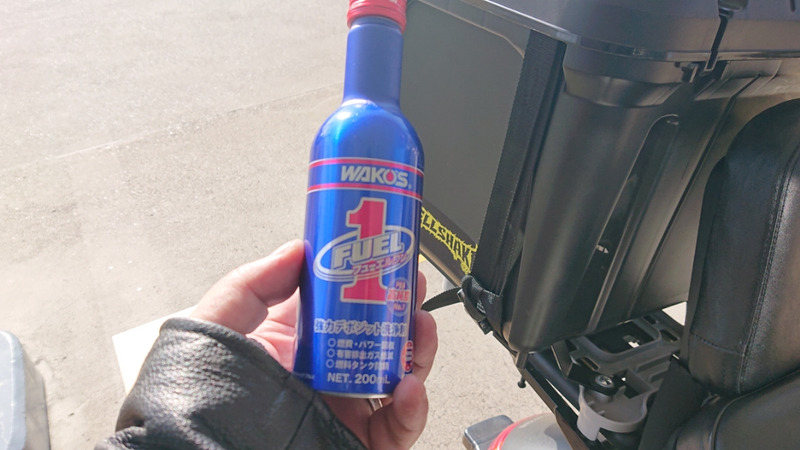 WAKO'S
1
FUEL
フューエルワン
強力デポジット洗浄剤
○燃費・パワー回復
○有害排出ガス低減
○燃料タンク防錆
NET. 200mL
ELLSHAKE